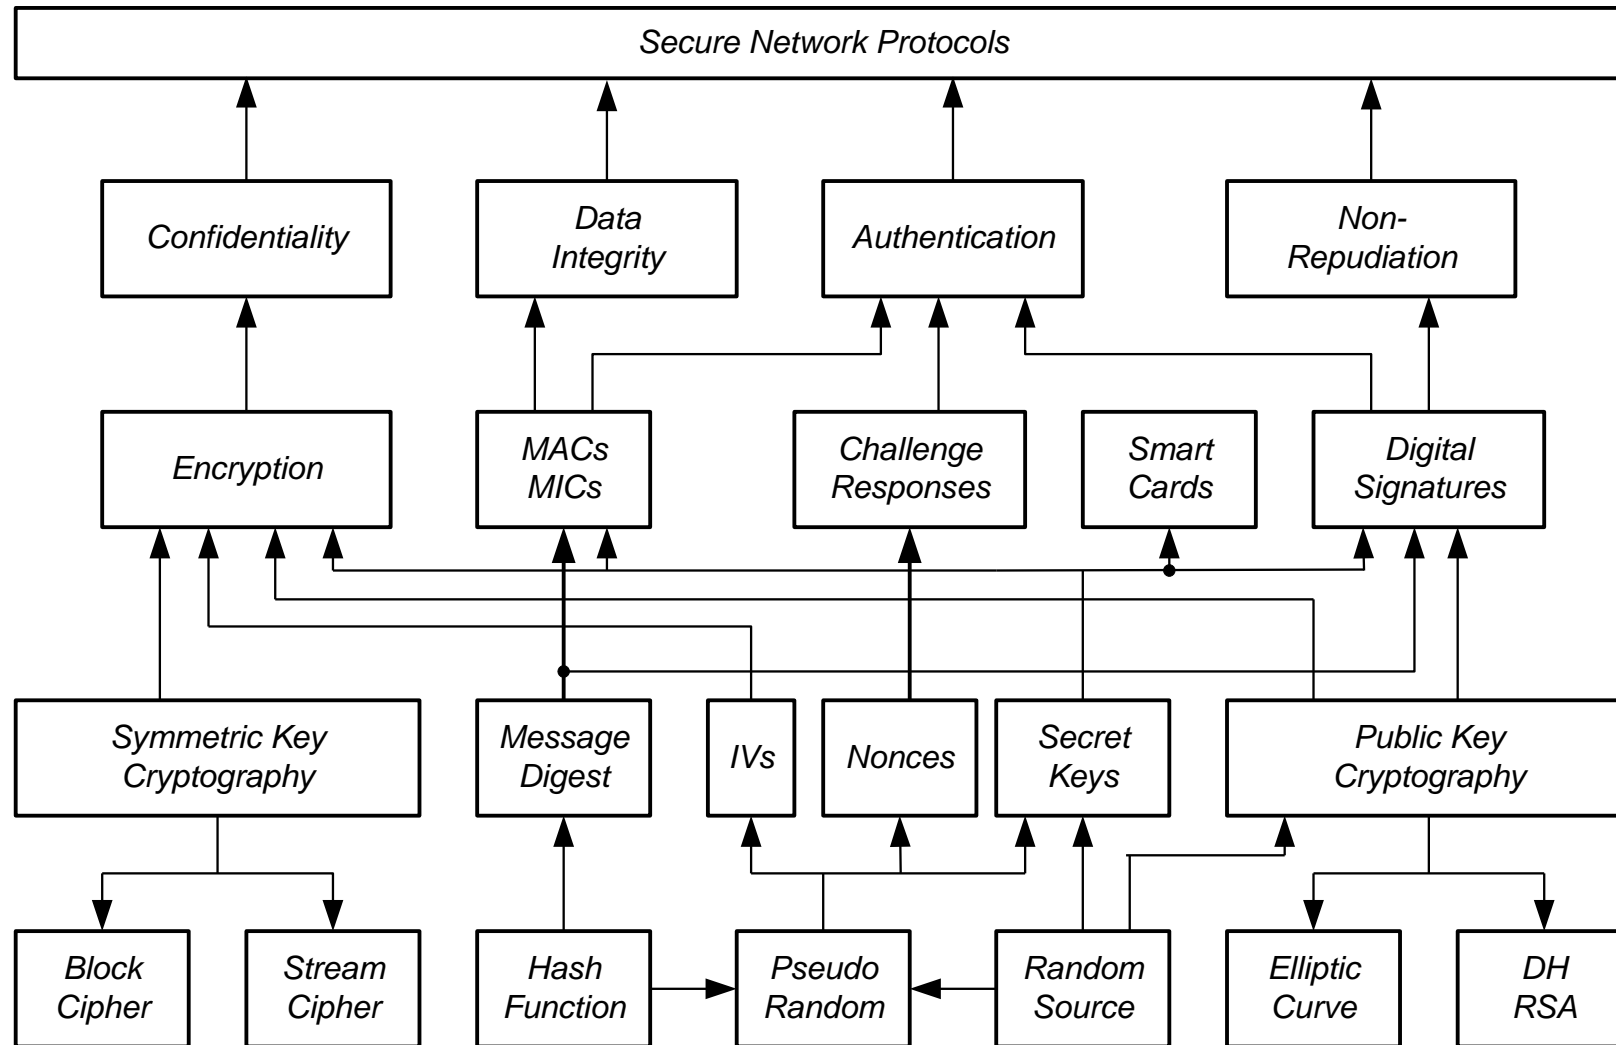 Secure Network Protocols
Confidentiality
Data
Integrity
Authentication
Non-
Repudiation
Encryption
MACs
MICs
Challenge
Responses
Smart
Cards
Digital
Signatures
Symmetric Key
Cryptography
Message
Digest
IVs
Nonces
Secret
Keys
Public Key
Cryptography
Block
Cipher
Stream
Cipher
Hash
Function
Pseudo
Random
Random
Source
Elliptic
Curve
DH
RSA